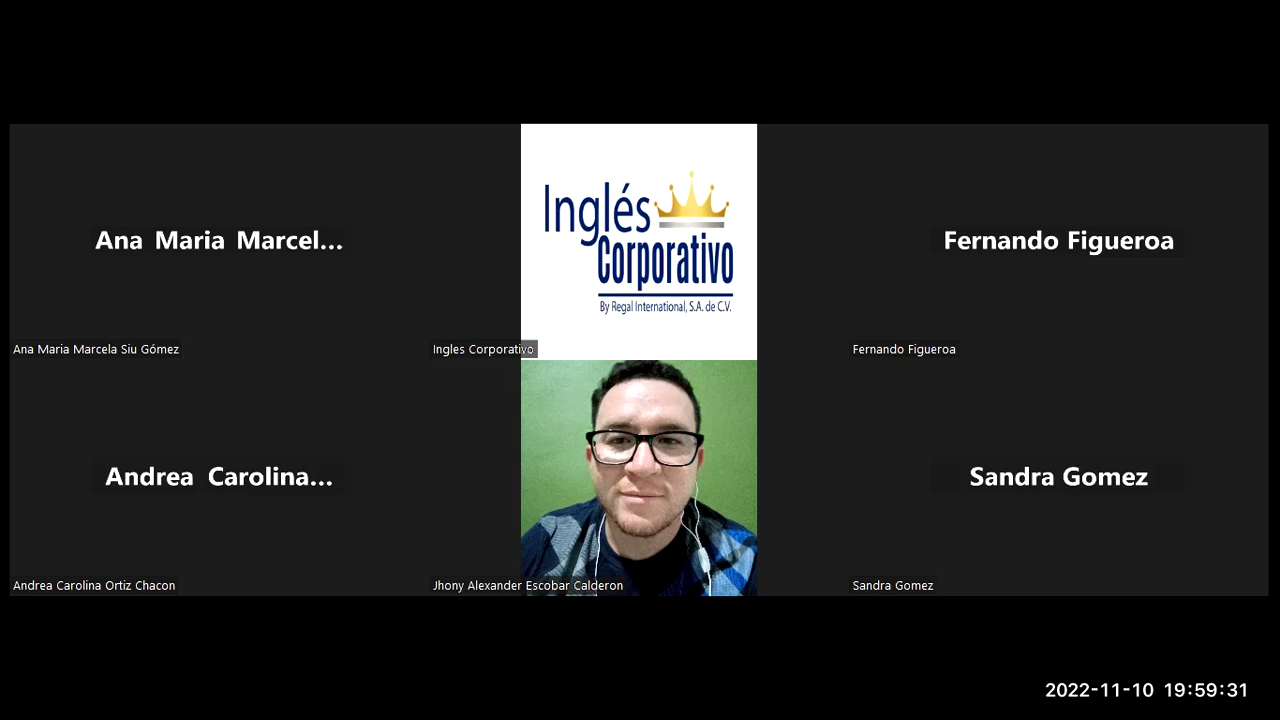 Ana Maria Marcel...
Inglés
Corporativo
By Regal International, S.A. de C.V.
Fernando Figueroa
Ana Maria Marcela Siu Gómez
Ingles Corporativo
Fernando Figueroa
Andrea Carolina...
Sandra Gomez
Andrea Carolina Ortiz Chacon
Jhony Alexander Escobar Calderon
Sandra Gomez
2022-11-10 19:59:31